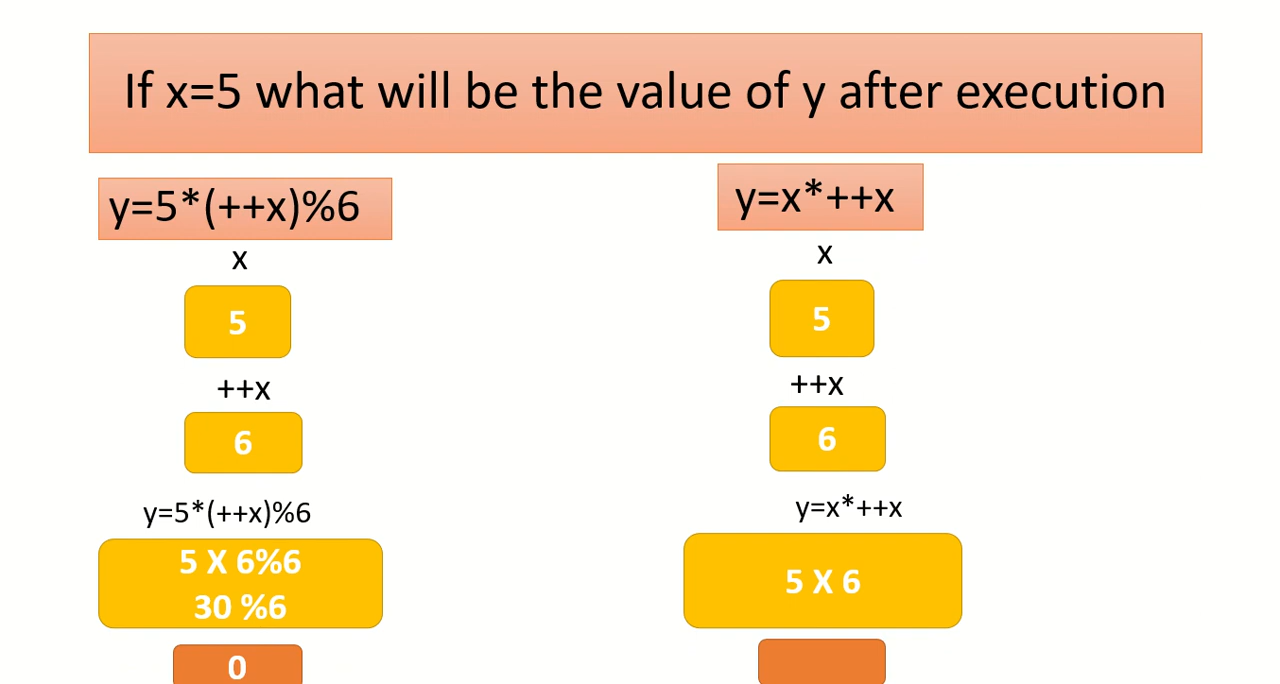 If x=5 what will be the value of y after execution
y=5*(++x)%6
x
5
++x
6
y=5*(++x)%6
5 X 6%6
30 %6
0
y=x*++x
x
5
++x
6
y=x*++x
5 X 6